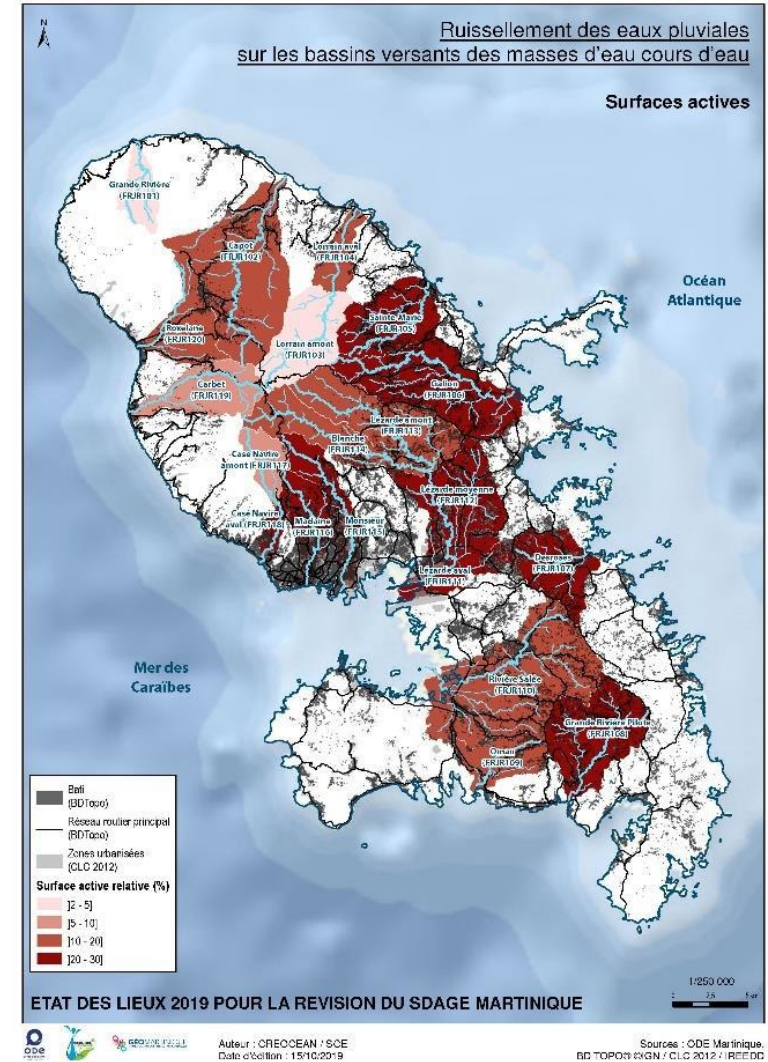 N
Ruissellement des eaux pluviales
sur les bassins versants des masses d'eau cours d'eau
Surfaces actives
Grande Rivière
(FRJR101)
Capot
(FRJR102)
Lorrain aval
(FRJR104)
Océan
Atlantique
Sainte-Marie
(FRJR105)
Roxelane
(FRJR120)
Lorrain amont
(FRJR103)
Carbet
(FRJR119)
Galion
(FRJR106)
Lézarde amont
(FRJR113)
Blanche
(FRJR114)
Case Navire
amont (FRJR117)
Lézarde moyenne
(FRJR112)
Case Navire
aval (FRJR118)
Madame
(FRJR116)
Monsieur
(FRJR115)
Desroses
(FRJR107)
Lézarde aval
(FRJR111)
Mer des
Caraïbes
Rivière Salée
(FRJR110)
Grande Rivière Pilote
(FRJR108)
Oman
(FRJR109)
Bati
(BDTopo)
Réseau routier principal
(BDTopo)
Zones urbanisées
(CLC 2012)
Surface active relative (%)
]2 - 5]
]5 - 10]
]10 - 20]
]20 - 30]
1/250 000
ETAT DES LIEUX 2019 POUR LA REVISION DU SDAGE MARTINIQUE
ODE
Auteur : CREOCEAN / SCE
Date d'édition : 15/10/2019
Sources : ODE Martinique,
BD TOPO® ©IGN / CLC 2012 /